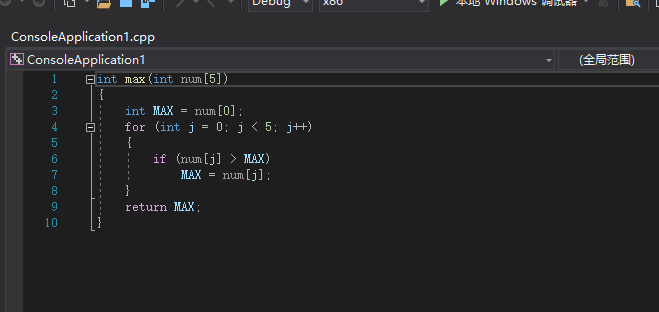 Debug x86 本地 Windows 调试器
ConsoleApplication1.cpp
ConsoleApplication1 (全局范围)
1 int max(int num[5])
2 {
3 int MAX = num[0];
4 for (int j = 0; j < 5; j++)
5 {
6 if (num[j] > MAX)
7 MAX = num[j];
8 }
9 return MAX;
10 }